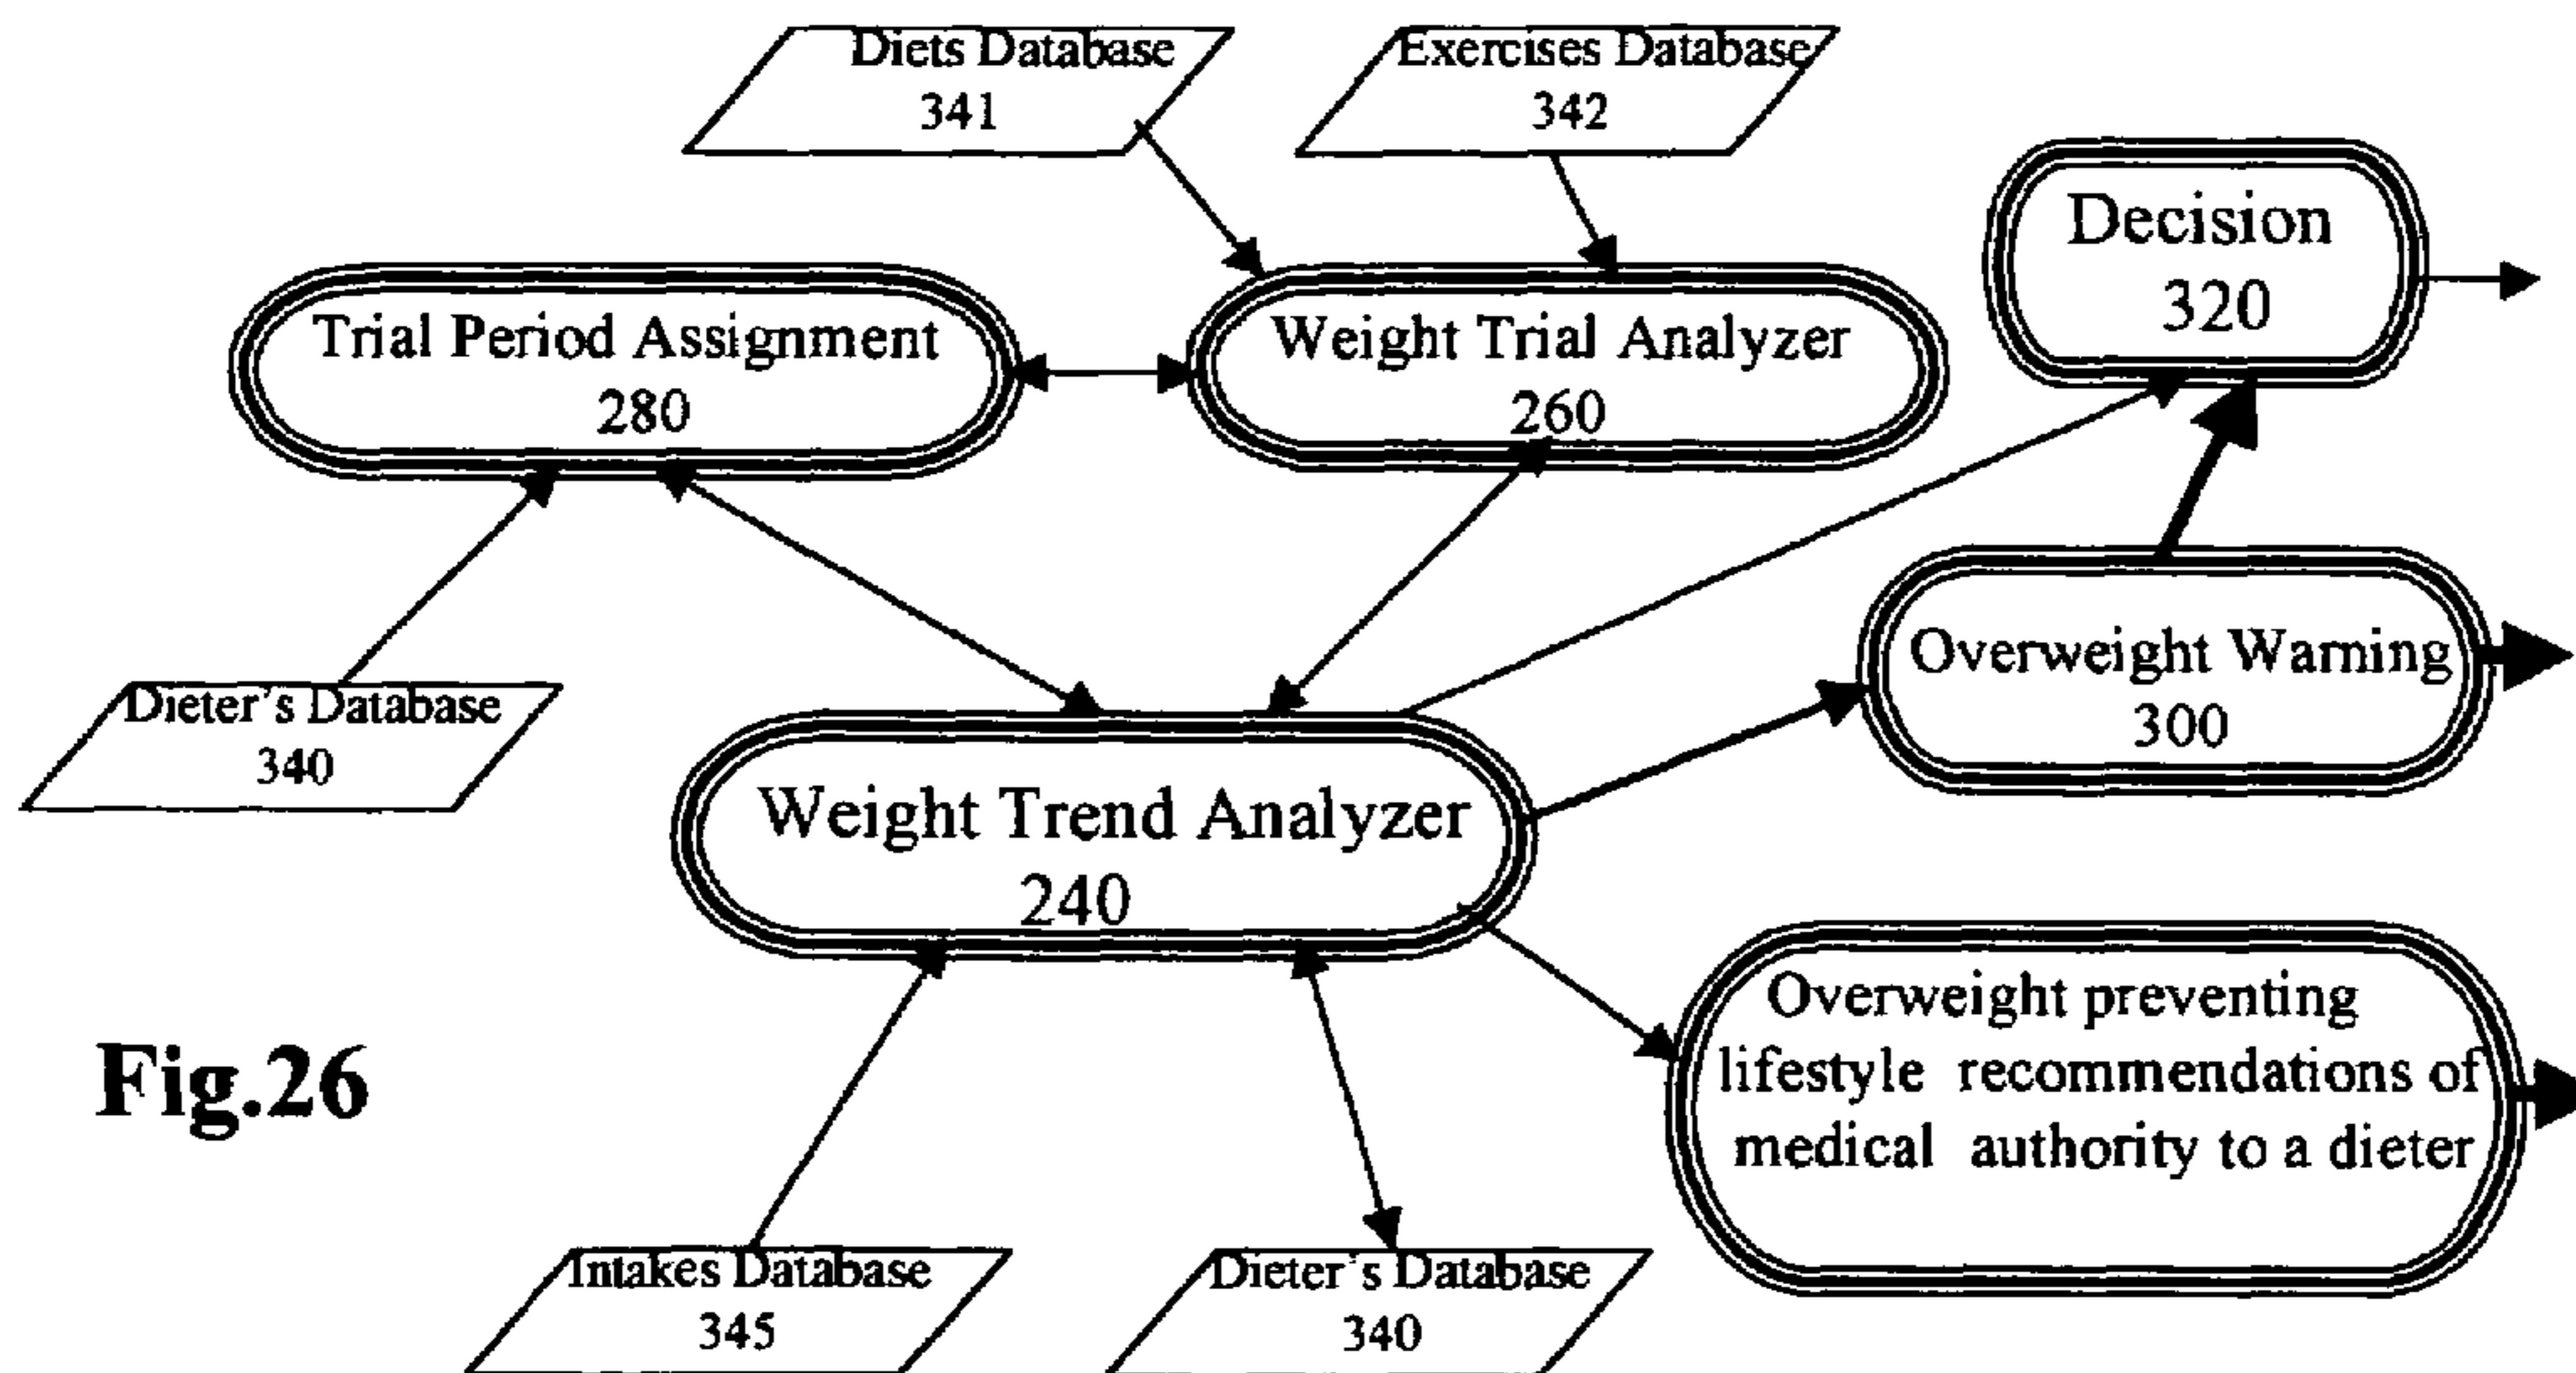 Diets Database
341
Exercises Database
342
Decision
320
Trial Period Assignment
280
Weight Trial Analyzer
260
Overweight Warning
300
Dieter's Database
340
Weight Trend Analyzer
240
Overweight preventing
lifestyle recommendations of
medical authority to a dieter
Fig.26
Intakes Database
345
Dieter's Database
340